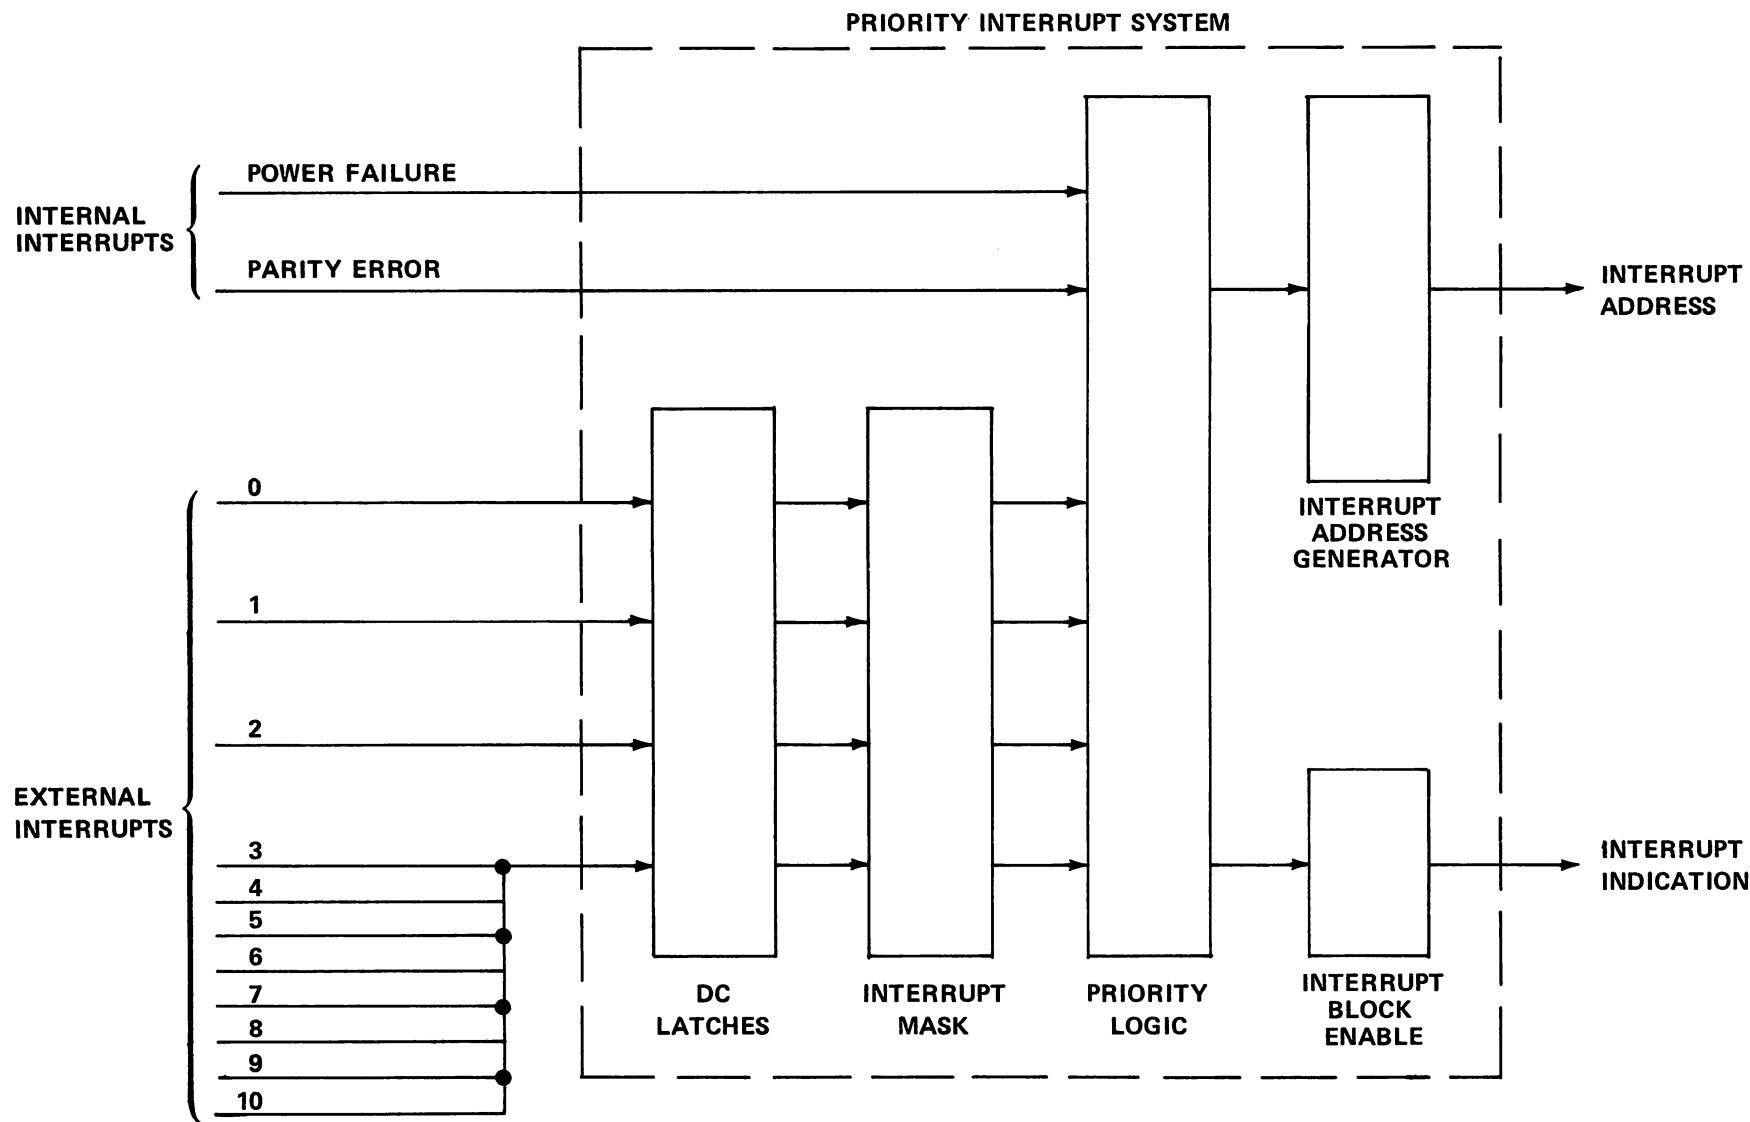 PRIORITY INTERRUPT SYSTEM
POWER FAILURE
INTERNAL
INTERRUPTS
PARITY ERROR
INTERRUPT
ADDRESS
0
INTERRUPT
ADDRESS
GENERATOR
1
2
EXTERNAL
INTERRUPTS
3
4
5
6
7
8
9
10
INTERRUPT
INDICATION
DC
LATCHES
INTERRUPT
MASK
PRIORITY
LOGIC
INTERRUPT
BLOCK
ENABLE